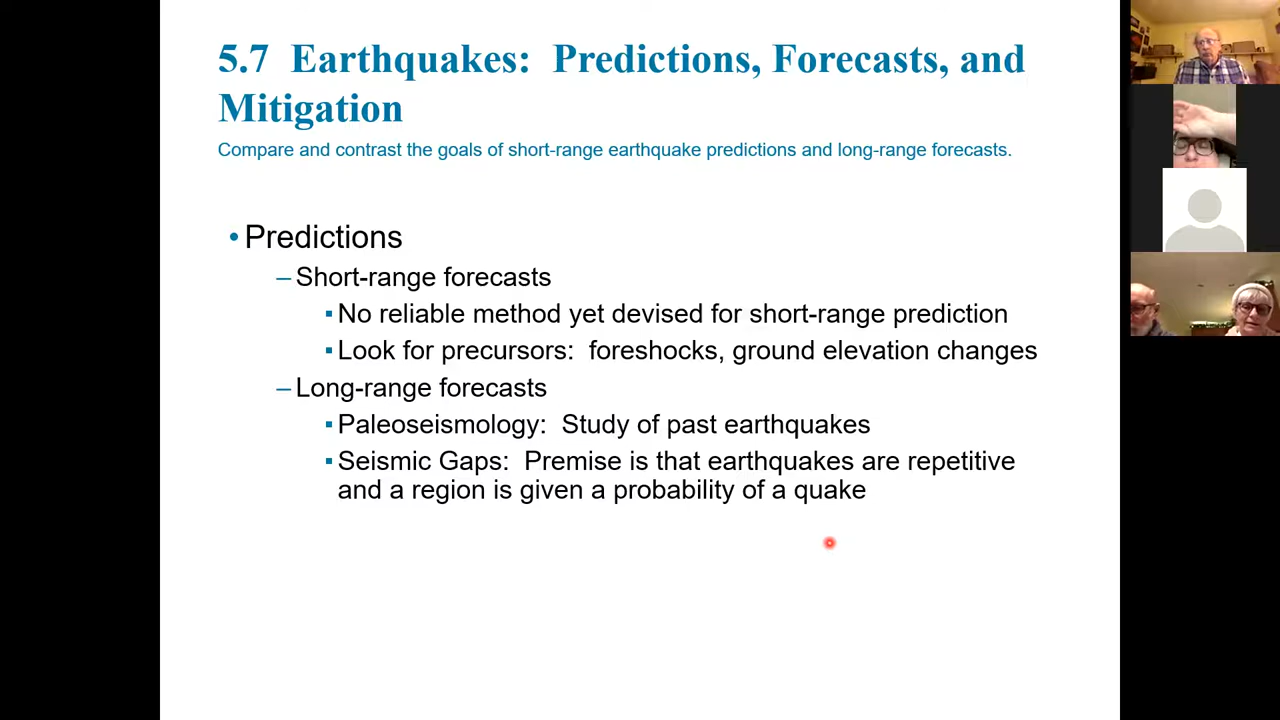 5.7 Earthquakes: Predictions, Forecasts, and
Mitigation
Compare and contrast the goals of short-range earthquake predictions and long-range forecasts.
• Predictions
– Short-range forecasts
▪ No reliable method yet devised for short-range prediction
▪ Look for precursors: foreshocks, ground elevation changes
– Long-range forecasts
▪ Paleoseismology: Study of past earthquakes
▪ Seismic Gaps: Premise is that earthquakes are repetitive
and a region is given a probability of a quake